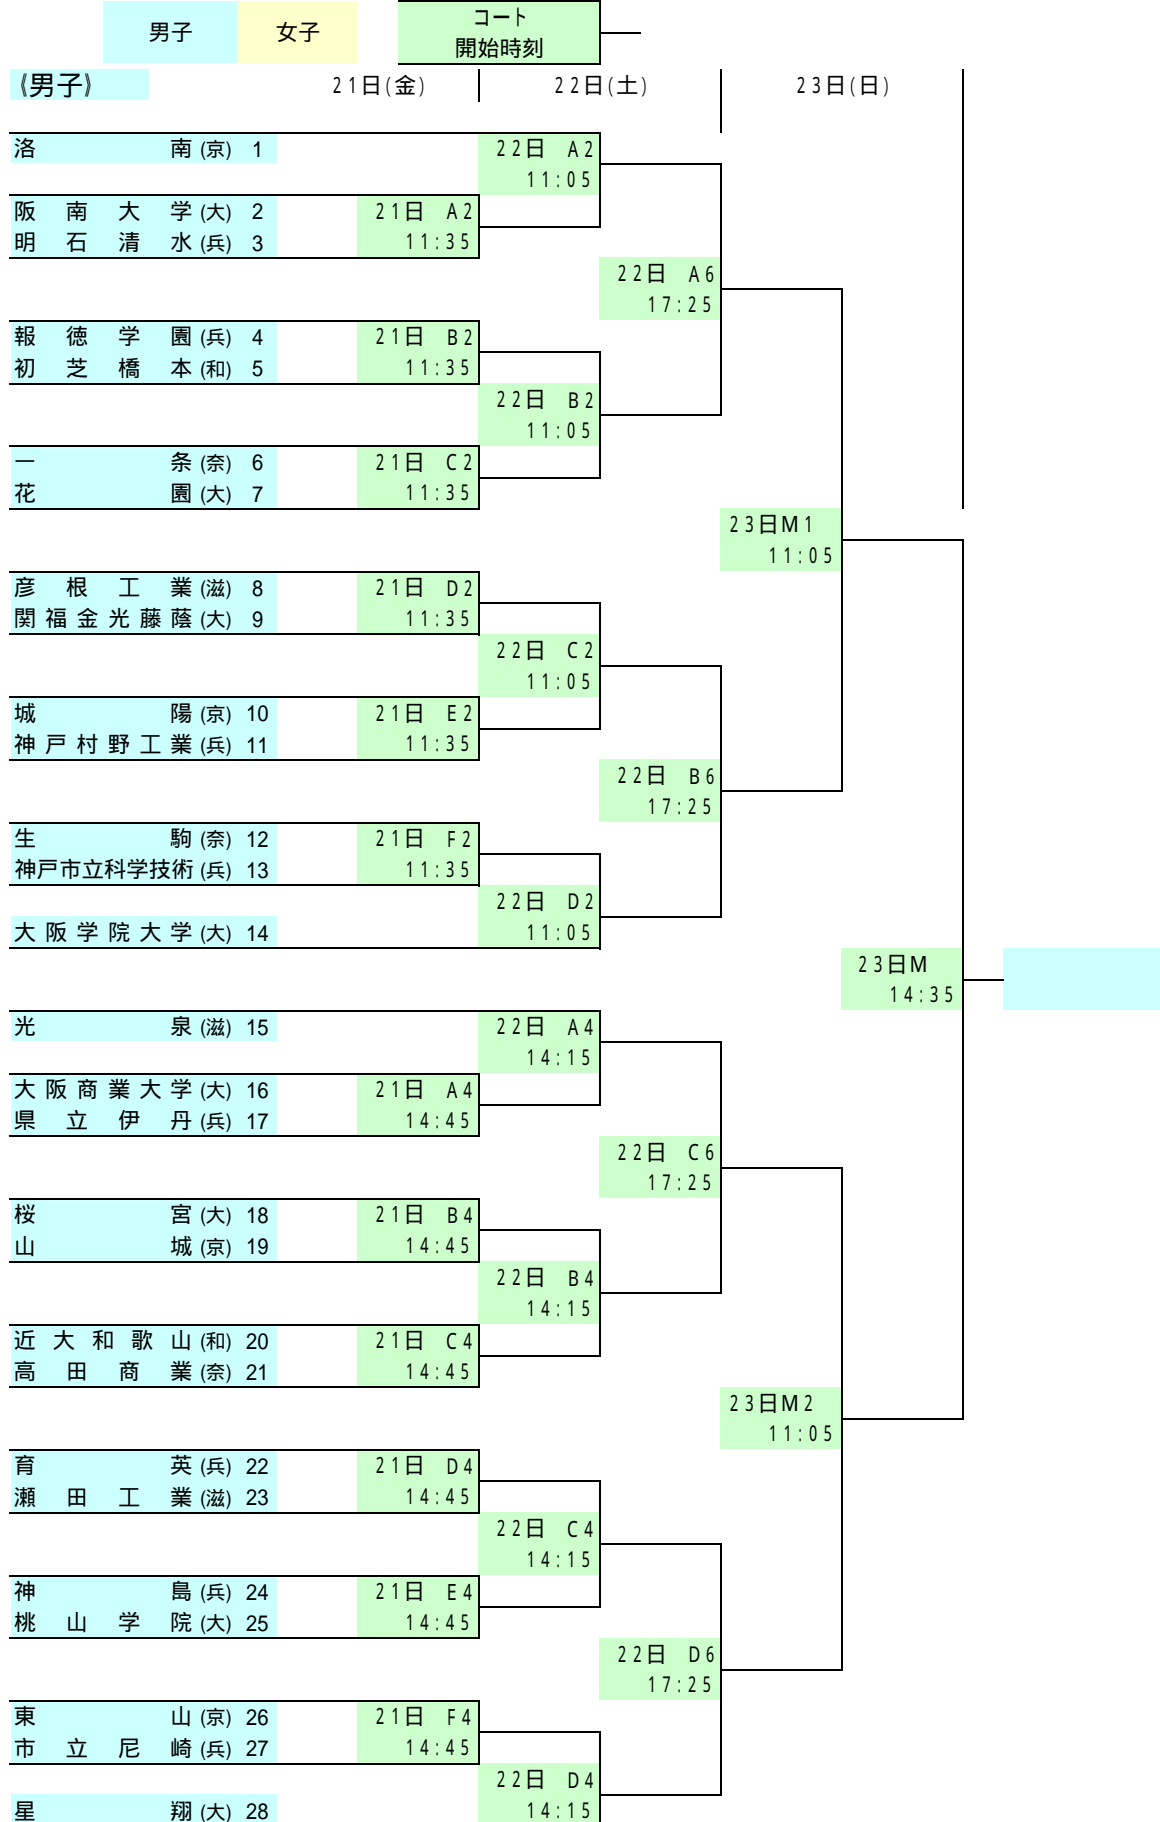 男子 女子 コート
開始時刻
《男子》 21日(金) 22日(土) 23日(日)
洛南(京) 1 22日 A2
11:05
阪南大学(大) 2 21日 A2
明石清水(兵) 3 11:35
22日 A6
17:25
報徳学園(兵) 4 21日 B2
初芝橋本(和) 5 11:35
22日 B2
11:05
一条(奈) 6 21日 C2
花園(大) 7 11:35
23日M1
11:05
彦根工業(滋) 8 21日 D2
関福金光藤蔭(大) 9 11:35
22日 C2
11:05
城陽(京) 10 21日 E2
神戸村野工業(兵) 11 11:35
22日 B6
17:25
生駒(奈) 12 21日 F2
神戸市立科学技術(兵) 13 11:35
22日 D2
大阪学院大学(大) 14 11:05
23日M
14:35
光泉(滋) 15 22日 A4
14:15
大阪商業大学(大) 16 21日 A4
県立伊丹(兵) 17 14:45
22日 C6
17:25
桜宮(大) 18 21日 B4
山城(京) 19 14:45
22日 B4
14:15
近大和歌山(和) 20 21日 C4
高田商業(奈) 21 14:45
23日M2
11:05
育英(兵) 22 21日 D4
瀬田工業(滋) 23 14:45
22日 C4
14:15
神島(兵) 24 21日 E4
桃山学院(大) 25 14:45
22日 D6
17:25
東山(京) 26 21日 F4
市立尼崎(兵) 27 14:45
22日 D4
星翔(大) 28 14:15